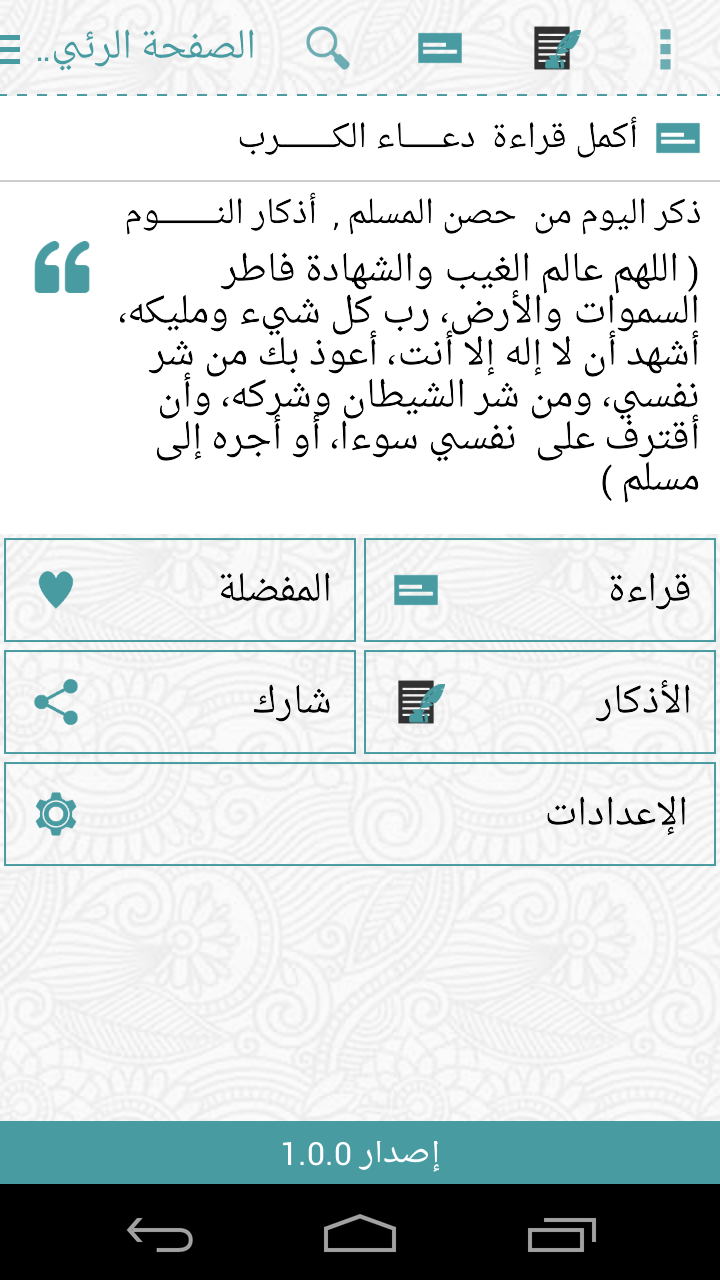 الصفحة الرئي..
أكمل قراءة دعـــاء الكـــرب
ذكر اليوم من حصن المسلم , أذكار النـــوم
( اللهم عالم الغيب والشهادة فاطر
السموات والأرض، رب كل شيء ومليكه،
أشهد أن لا إله إلا أنت، أعوذ بك من شر
نفسي، ومن شر الشيطان وشركه، وأن
أقترف على نفسي سوءا، أو أجره إلى
مسلم )
قراءة
المفضلة
الأذكار
شارك
الإعدادات
إصدار 1.0.0